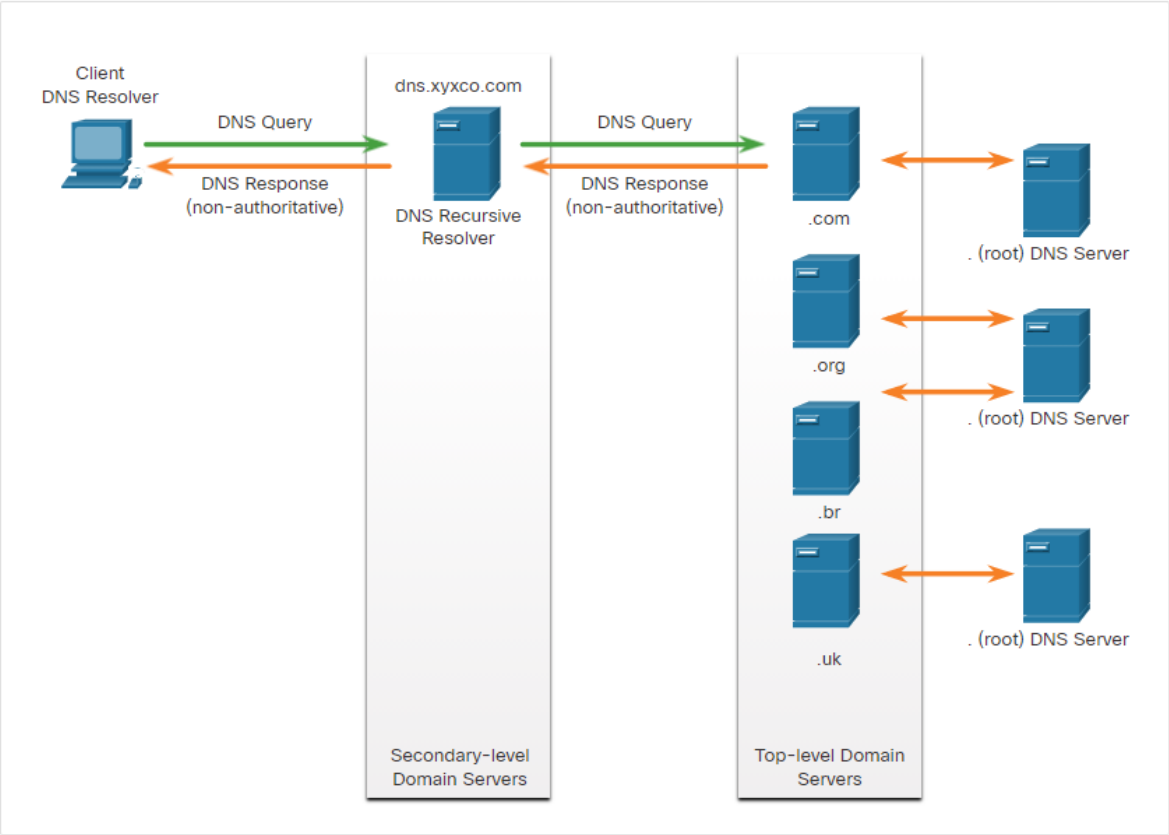 Client
DNS Resolver
DNS Query
DNS Response
(non-authoritative)
dns.xyxco.com
DNS Recursive
Resolver
DNS Query
DNS Response
(non-authoritative)
.com
.org
.br
.uk
. (root) DNS Server
. (root) DNS Server
. (root) DNS Server
Secondary-level
Domain Servers
Top-level Domain
Servers